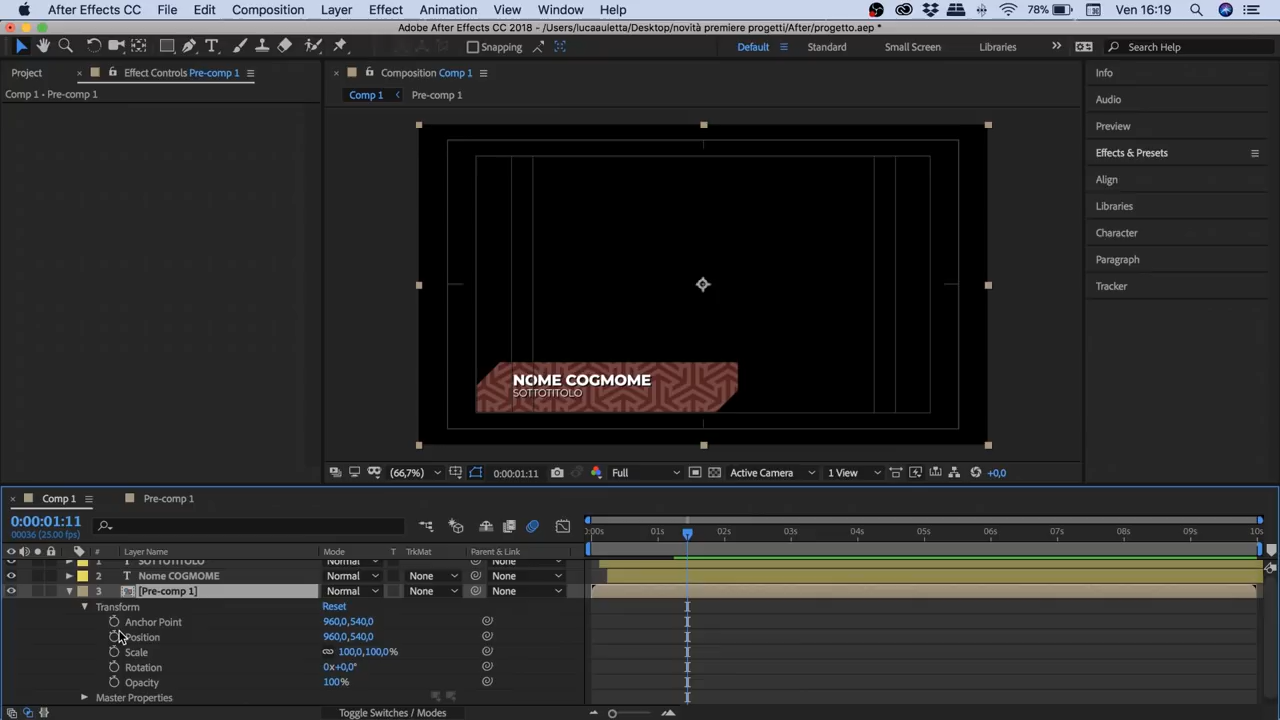 After Effects CC File Edit Composition Layer Effect Animation View Window Help 78% Ven 16:19
Adobe After Effects CC 2018 - /Users/lucaauletta/Desktop/novità premiere progetti/After/progetto.aep *
Snapping Default Standard Small Screen Libraries Search Help
Project Effect Controls Pre-comp 1 Composition Comp 1 Info
Comp 1 • Pre-comp 1 Comp 1 Pre-comp 1
Audio
Preview
Effects & Presets
Align
Libraries
Character
Paragraph
Tracker
NOME COGMOME
SOTTOTITOLO
(66,7%) 0:00:01:11 Full Active Camera 1 View +0,0
Comp 1 Pre-comp 1
0:00:01:11
00036 (25.00 fps)
0:00s 01s 02s 03s 04s 05s 06s 07s 08s 09s 10s
# Layer Name Mode T TrkMat Parent & Link
1 T SOTTOTITOLO Normal None
2 T Nome COGMOME Normal None None
3 [Pre-comp 1] Normal None None
Transform Reset
Anchor Point 960,0,540,0
Position 960,0,540,0
Scale 100,0,100,0%
Rotation 0x+0,0°
Opacity 100%
Master Properties
Toggle Switches / Modes